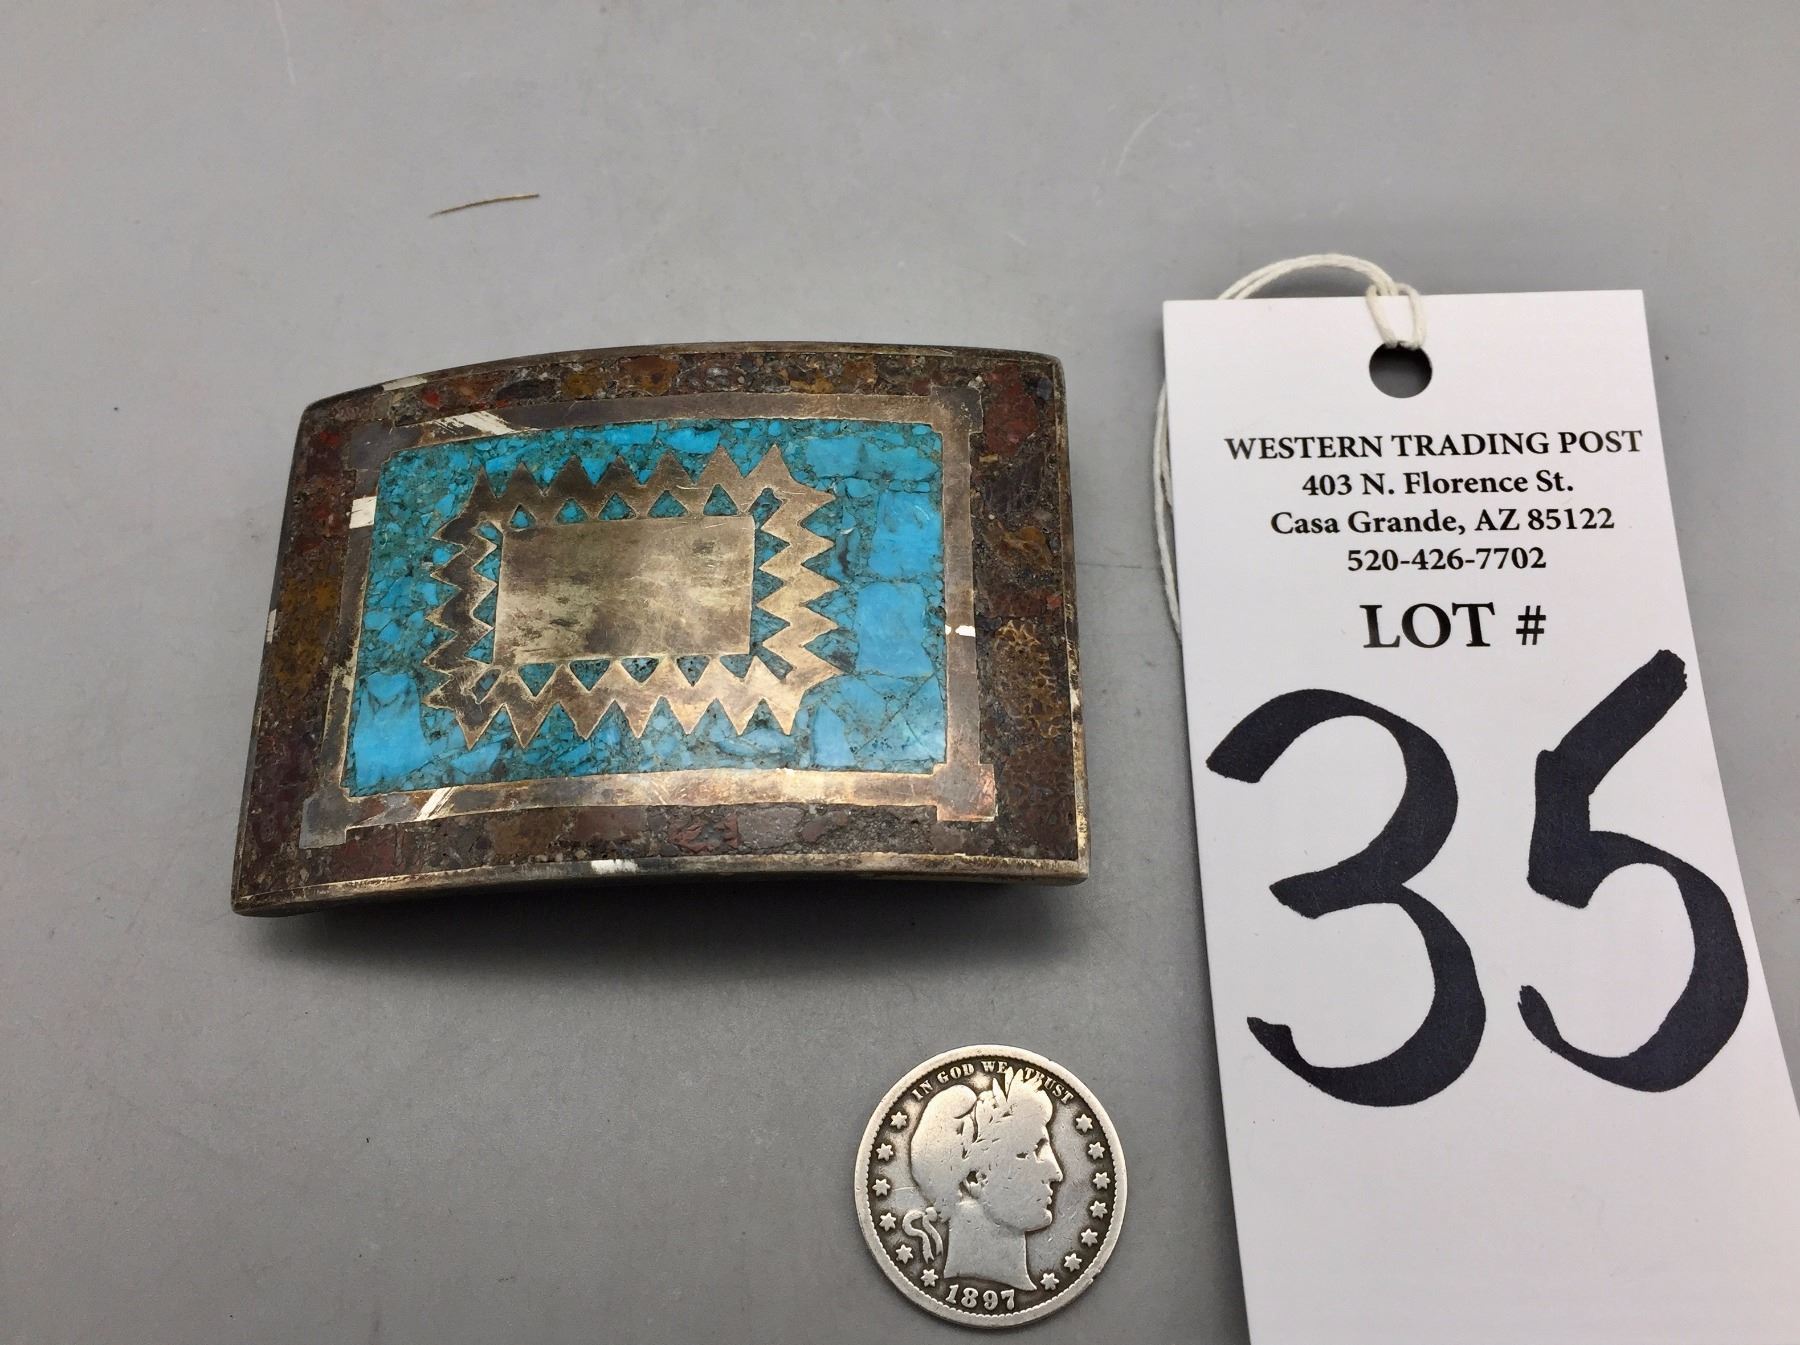 WESTERN TRADING POST
403 N. Florence St.
Casa Grande, AZ 85122
520-426-7702
LOT #
35
IN GOD WE TRUST
1897